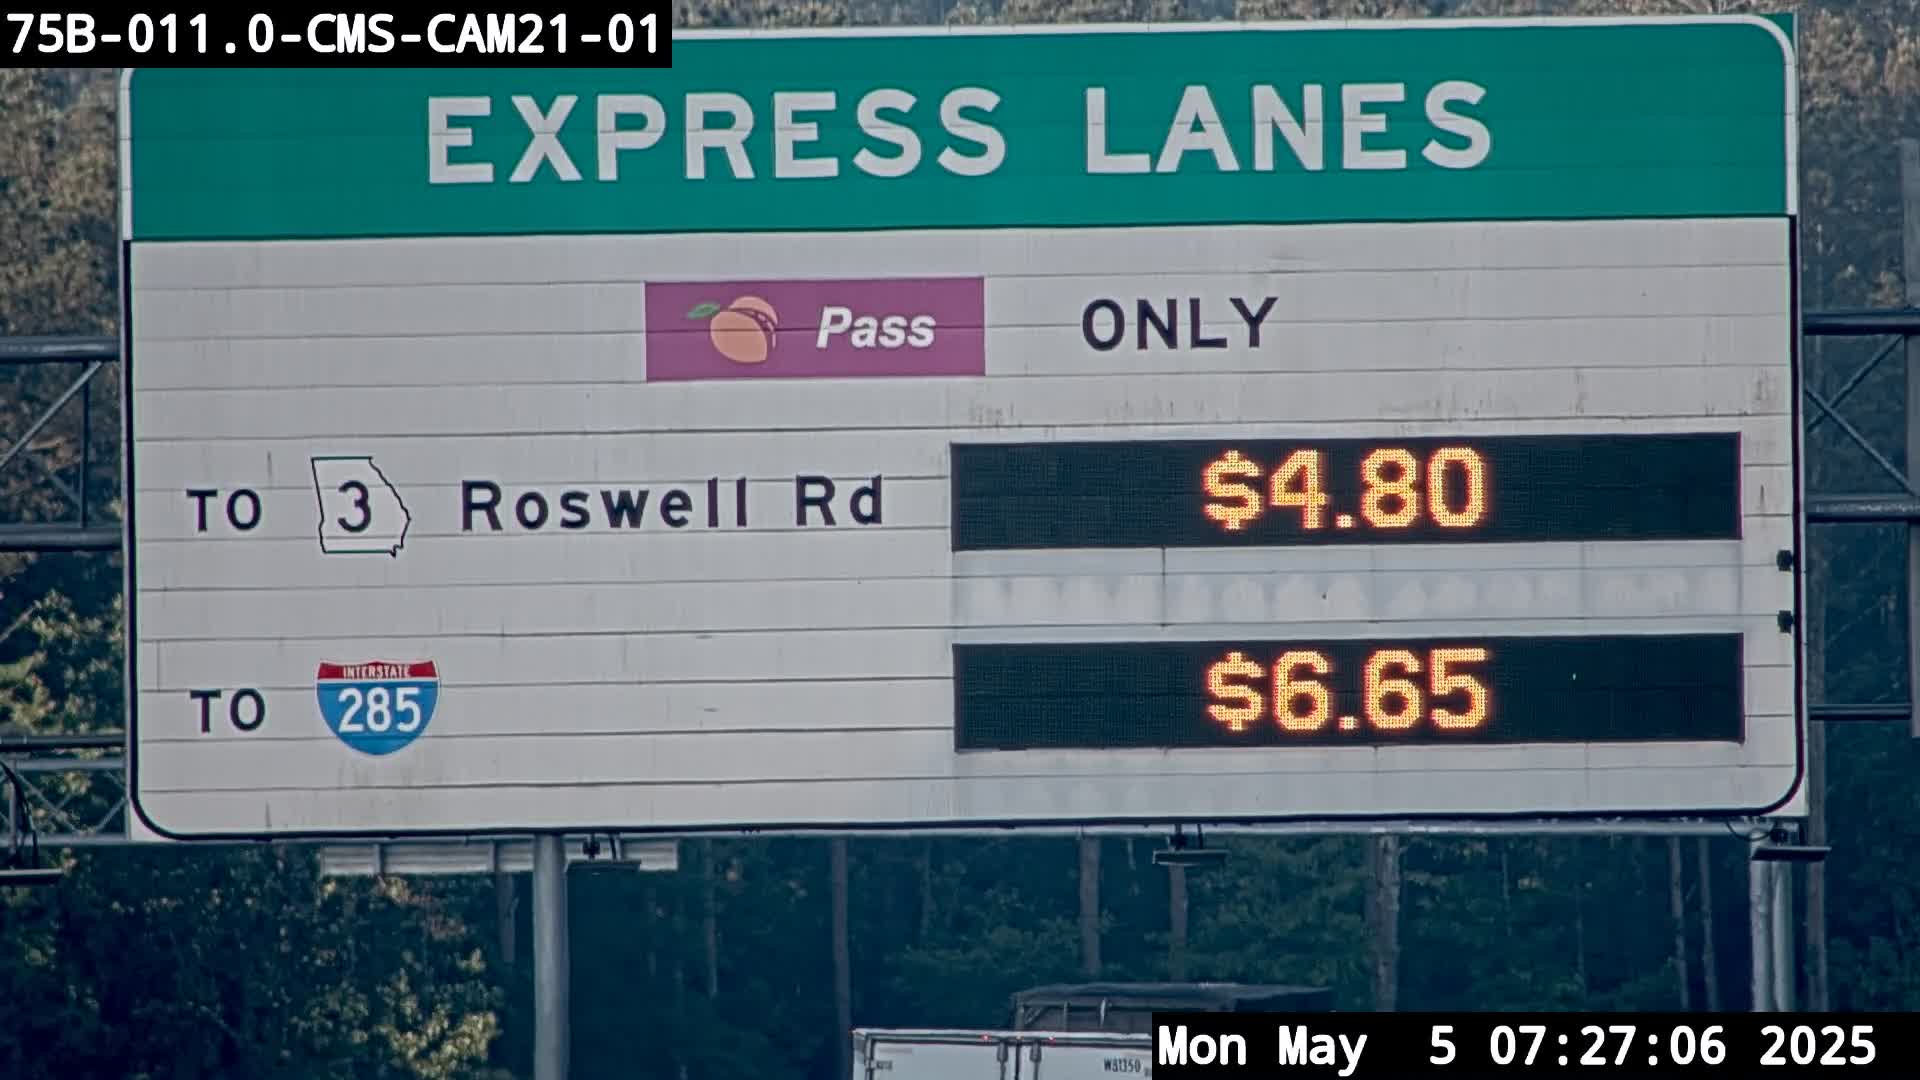 75B-011.0-CMS-CAM21-01
EXPRESS LANES
Pass ONLY
TO 3 Roswell Rd $4.80
TO INTERSTATE 285 $6.65
W81350
Mon May 5 07:27:06 2025